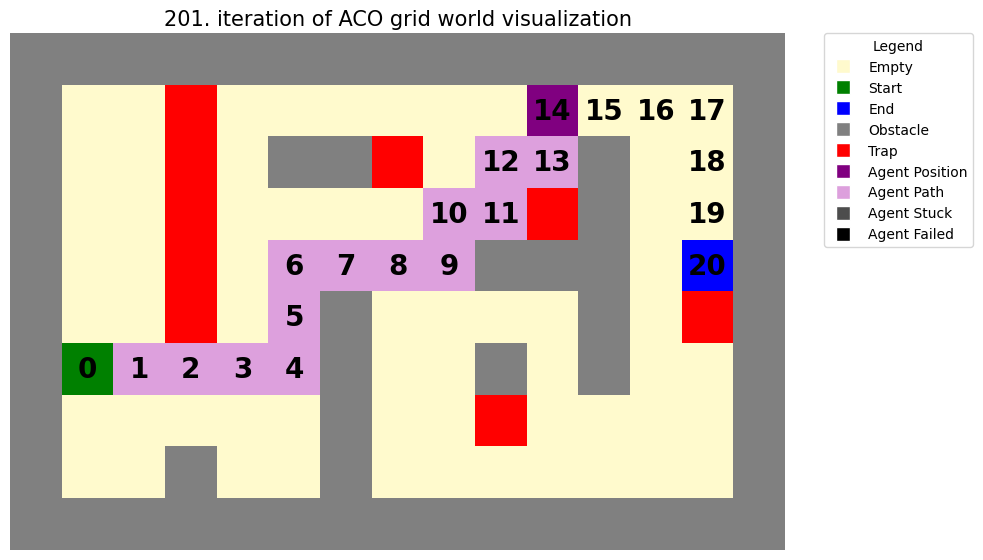 201. iteration of ACO grid world visualization
14 15 16 17
12 13 18
10 11 19
6 7 8 9 20
5
0 1 2 3 4
Legend
Empty
Start
End
Obstacle
Trap
Agent Position
Agent Path
Agent Stuck
Agent Failed